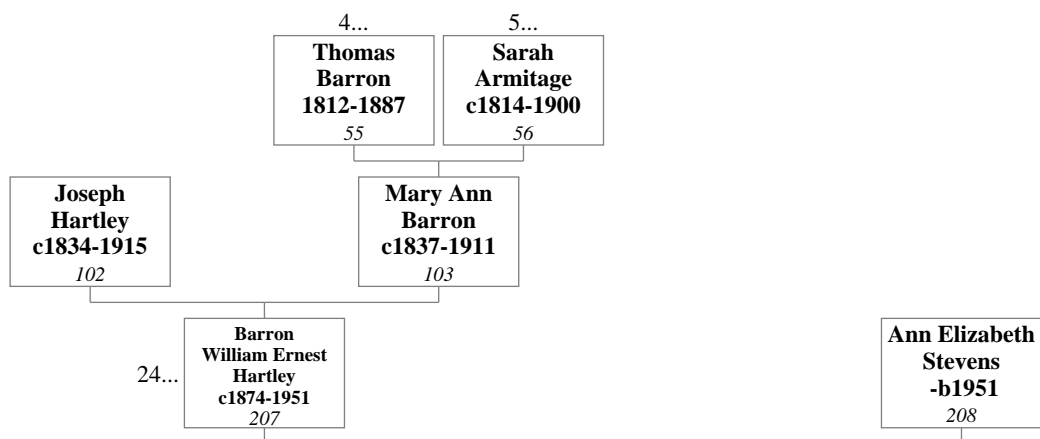 4...
5...
Thomas
Barron
1812-1887
55
Sarah
Armitage
c1814-1900
56
Joseph
Hartley
c1834-1915
102
Mary Ann
Barron
c1837-1911
103
24...
Barron
William Ernest
Hartley
c1874-1951
207
Ann Elizabeth
Stevens
-b1951
208